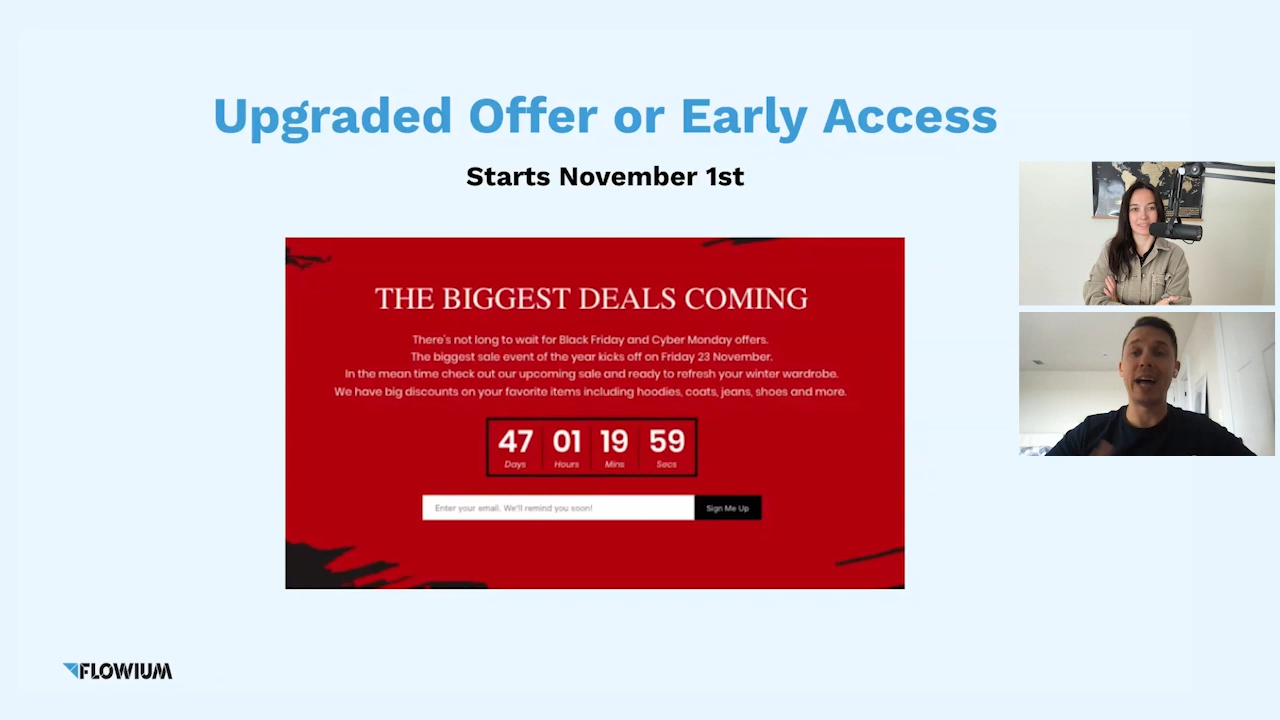 Upgraded Offer or Early Access
Starts November 1st
THE BIGGEST DEALS COMING
There's not long to wait for Black Friday and Cyber Monday offers.
The biggest sale event of the year kicks off on Friday 23 November.
In the mean time check out our upcoming sale and ready to refresh your winter wardrobe.
We have big discounts on your favorite items including hoodies, coats, jeans, shoes and more.
47 01 19 59
Days Hours Mins Secs
Enter your email. We'll remind you soon! Sign Me Up
FLOWIUM